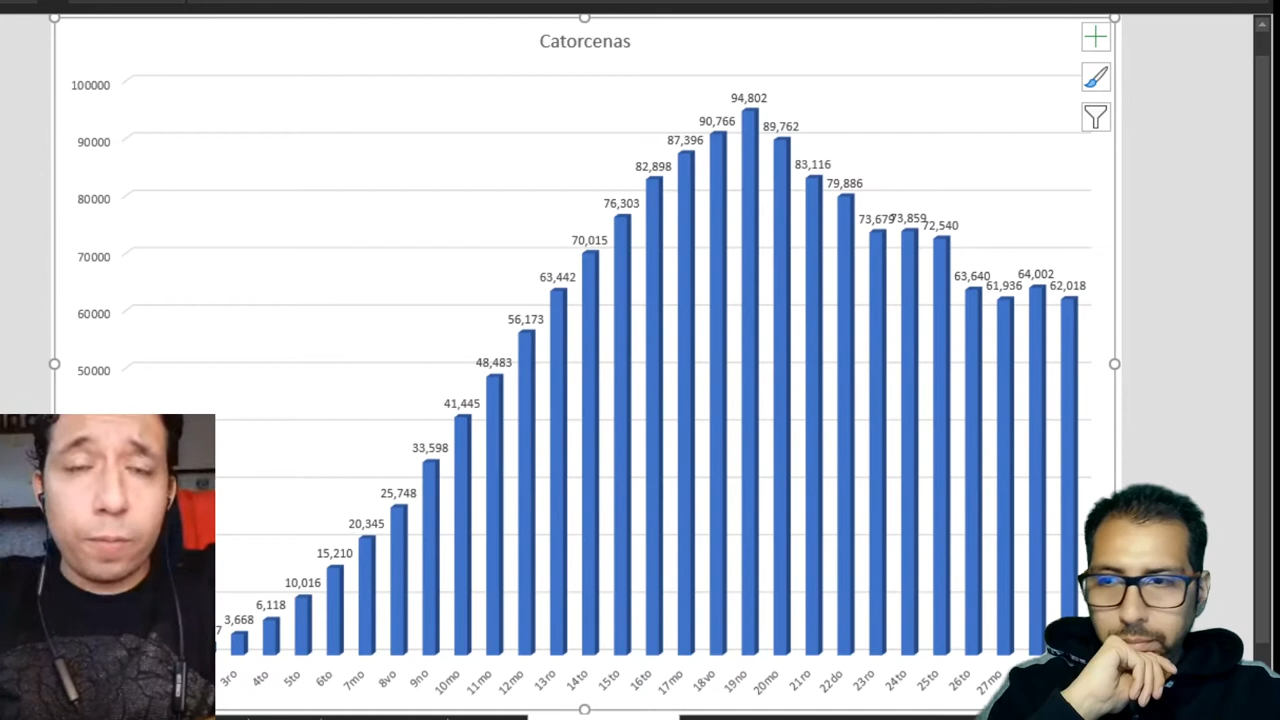 Catorcenas
100000
90000
80000
70000
60000
50000
7
3,668
6,118
10,016
15,210
20,345
25,748
33,598
41,445
48,483
56,173
63,442
70,015
76,303
82,898
87,396
90,766
94,802
89,762
83,116
79,886
73,679
73,859
72,540
63,640
61,936
64,002
62,018
3ro
4to
5to
6to
7mo
8vo
9no
10mo
11mo
12mo
13ro
14to
15to
16to
17mo
18vo
19no
20mo
21ro
22do
23ro
24to
25to
26to
27mo